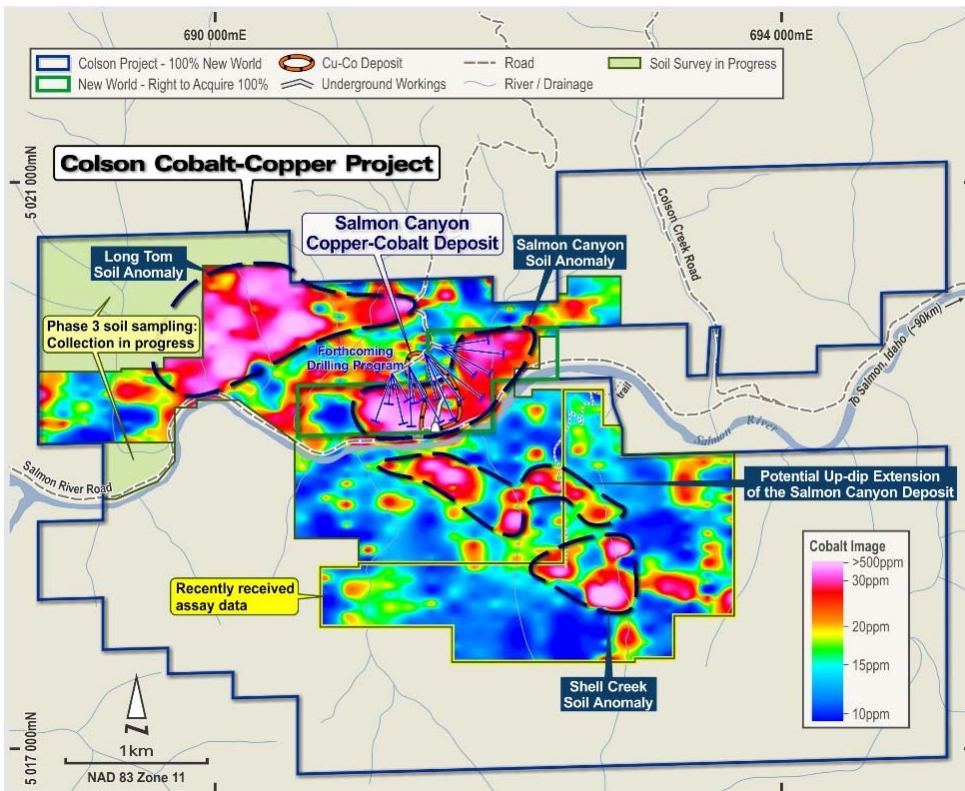 690 000mE
694 000mE
Colson Project - 100% New World
New World - Right to Acquire 100%
Cu-Co Deposit
Underground Workings
Road
River / Drainage
Soil Survey in Progress
5 021 000mN
Colson Cobalt-Copper Project
Salmon Canyon
Copper-Cobalt Deposit
Long Tom
Soil Anomaly
Salmon Canyon
Soil Anomaly
Colson Creek Road
Phase 3 soil sampling:
Collection in progress
Forthcoming
Drilling Program
To Salmon, Idaho (~90km)
trail
Salmon River
Salmon River Road
Potential Up-dip Extension
of the Salmon Canyon Deposit
Recently received
assay data
Cobalt Image
>500ppm
30ppm
20ppm
15ppm
10ppm
Shell Creek
Soil Anomaly
N
1km
NAD 83 Zone 11
5 017 000mN